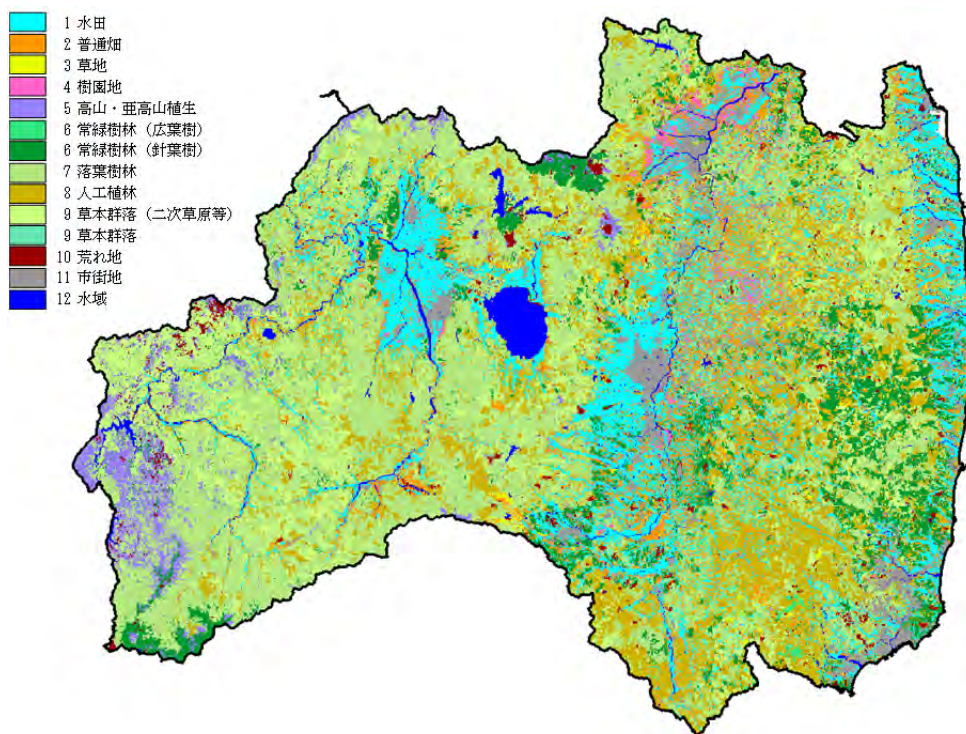 1 水田
2 普通畑
3 草地
4 樹園地
5 高山・亜高山植生
6 常緑樹林（広葉樹）
6 常緑樹林（針葉樹）
7 落葉樹林
8 人工植林
9 草本群落（二次草原等）
9 草本群落
10 荒れ地
11 市街地
12 水域